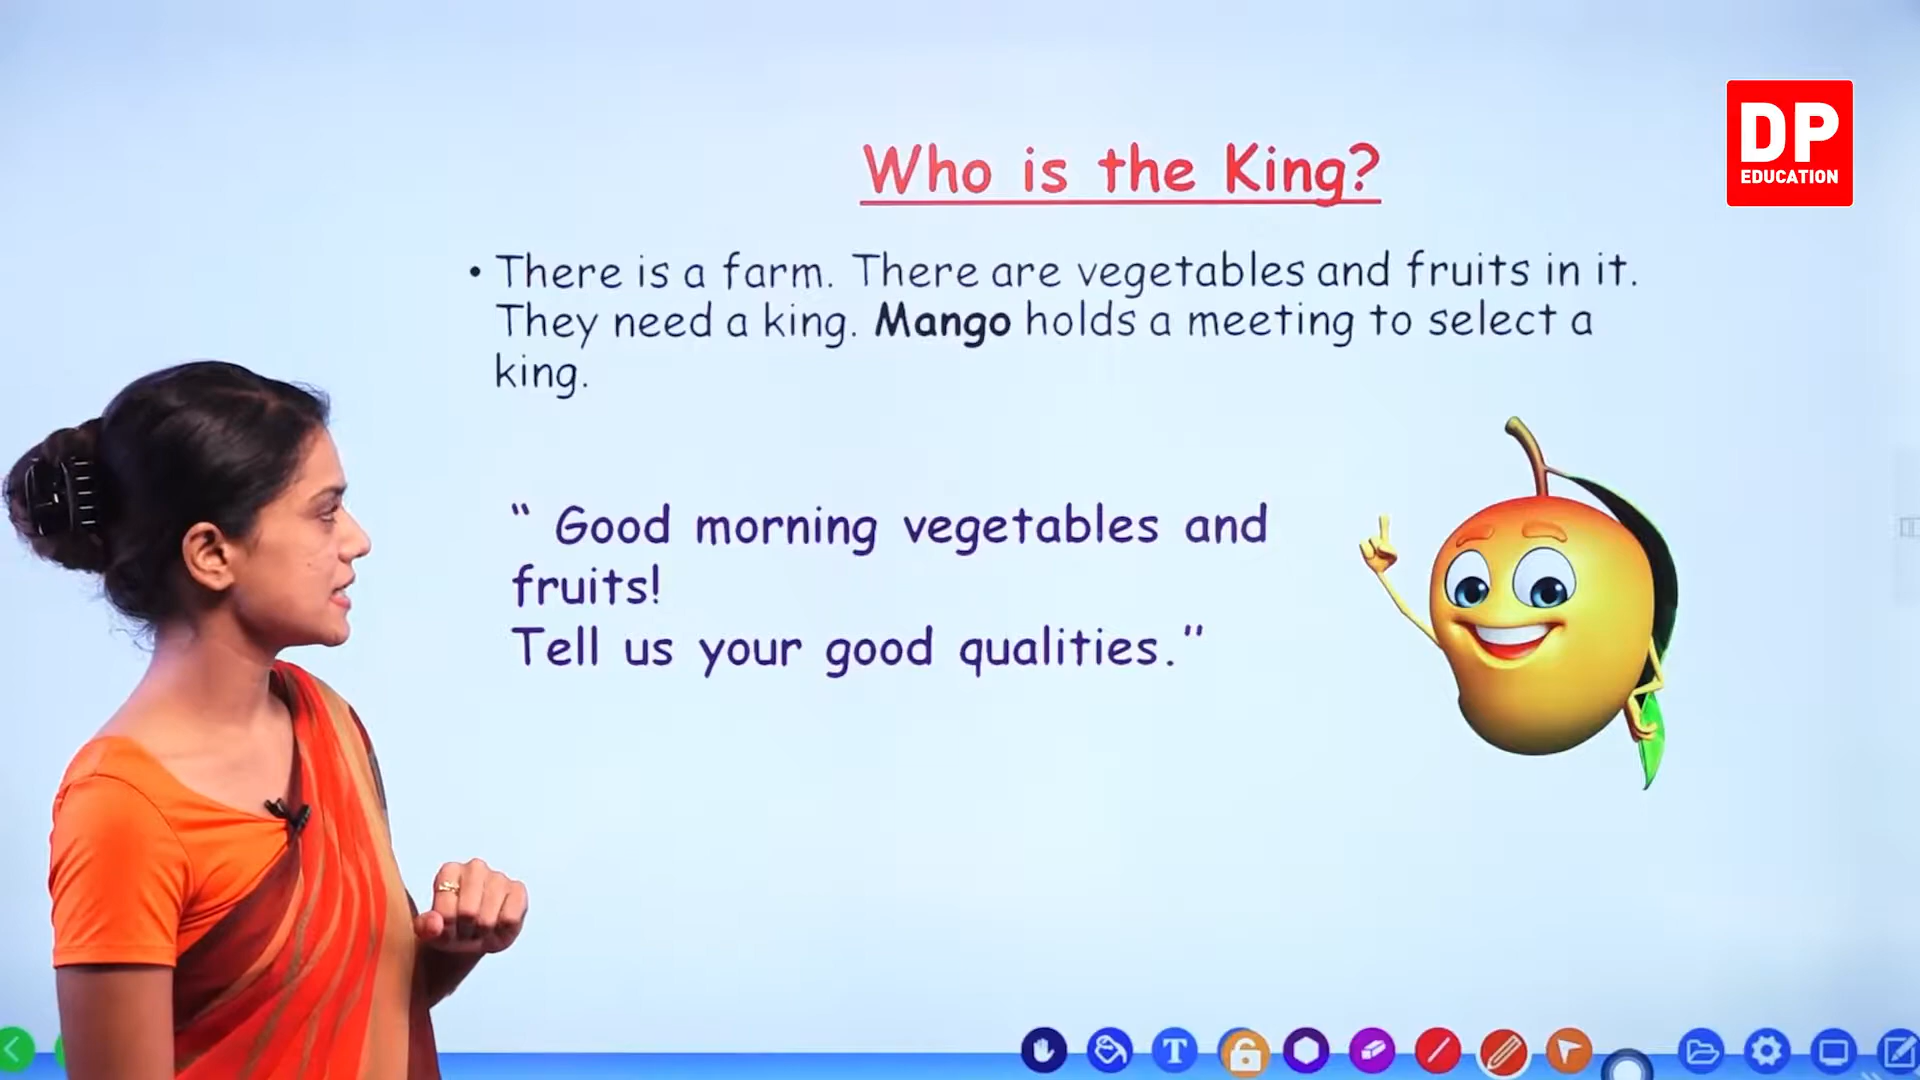 DP
EDUCATION
Who is the King?
• There is a farm. There are vegetables and fruits in it.
They need a king. Mango holds a meeting to select a
king.
“ Good morning vegetables and
fruits!
Tell us your good qualities.”
T